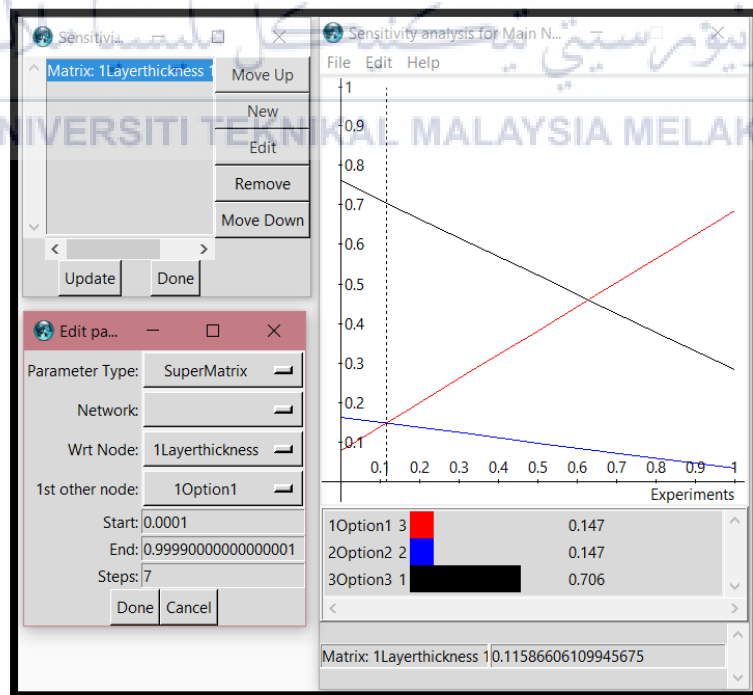 اونيۏرسيتي تيكنيكل مليسيا ملاك
UNIVERSITI TEKNIKAL MALAYSIA MELAK
Sensitivi...
Matrix: 1Layerthickness 1
Move Up
New
Edit
Remove
Move Down
Update Done
Edit pa...
Parameter Type: SuperMatrix
Network:
Wrt Node: 1Layerthickness
1st other node: 1Option1
Start: 0.0001
End: 0.99990000000000001
Steps: 7
Done Cancel
Sensitivity analysis for Main N...
File Edit Help
1
0.9
0.8
0.7
0.6
0.5
0.4
0.3
0.2
0.1
0.1 0.2 0.3 0.4 0.5 0.6 0.7 0.8 0.9 1
Experiments
1Option1 3 0.147
2Option2 2 0.147
3Option3 1 0.706
Matrix: 1Layerthickness 1 0.11586606109945675